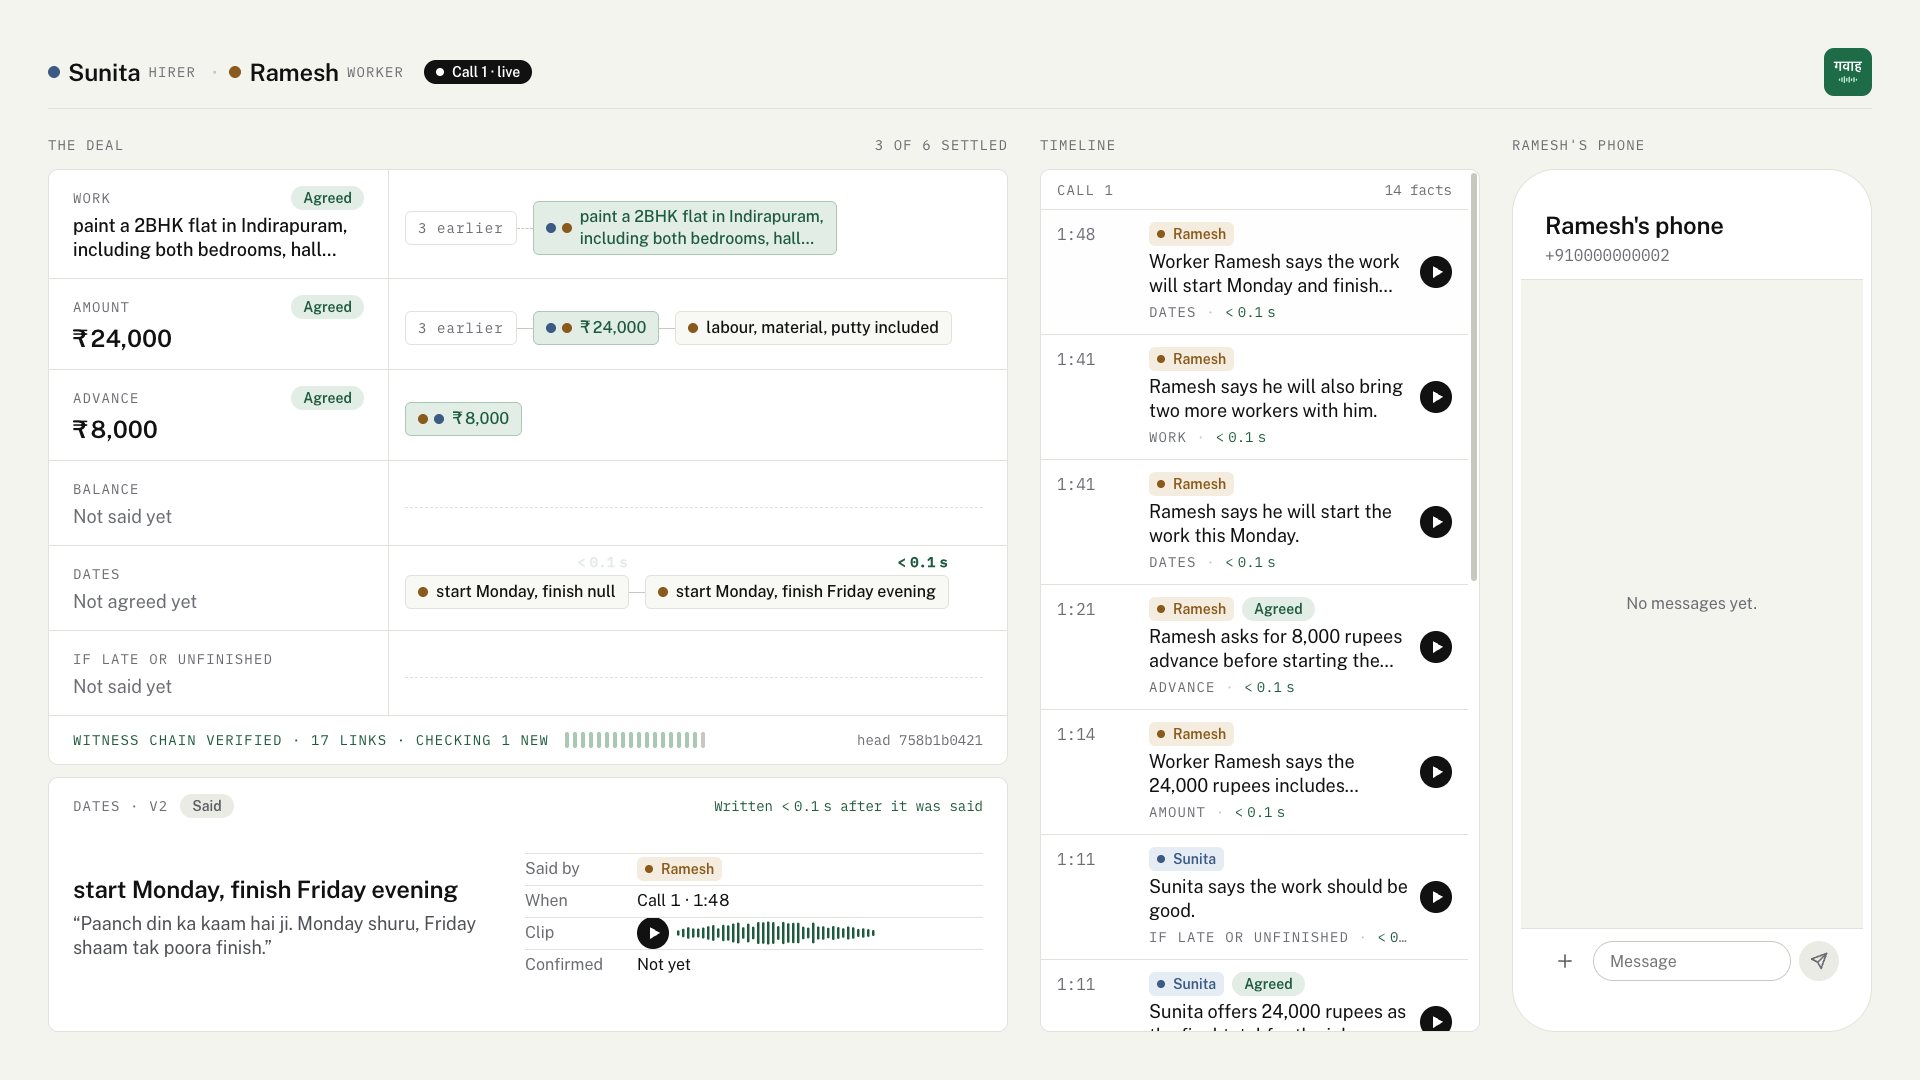 Sunita HIRER · Ramesh WORKER Call 1 · live
गवाह
THE DEAL 3 OF 6 SETTLED
WORK Agreed
paint a 2BHK flat in Indirapuram,
including both bedrooms, hall...
3 earlier
paint a 2BHK flat in Indirapuram,
including both bedrooms, hall...
AMOUNT Agreed
₹24,000
3 earlier ₹24,000 labour, material, putty included
ADVANCE Agreed
₹8,000
₹8,000
BALANCE
Not said yet
DATES
Not agreed yet
<0.1 s <0.1 s
start Monday, finish null start Monday, finish Friday evening
IF LATE OR UNFINISHED
Not said yet
WITNESS CHAIN VERIFIED · 17 LINKS · CHECKING 1 NEW head 758b1b0421
DATES · V2 Said Written <0.1 s after it was said
start Monday, finish Friday evening
“Paanch din ka kaam hai ji. Monday shuru, Friday
shaam tak poora finish.”
Said by Ramesh
When Call 1 · 1:48
Clip
Confirmed Not yet
TIMELINE
CALL 1 14 facts
1:48 Ramesh
Worker Ramesh says the work
will start Monday and finish...
DATES · <0.1 s
1:41 Ramesh
Ramesh says he will also bring
two more workers with him.
WORK · <0.1 s
1:41 Ramesh
Ramesh says he will start the
work this Monday.
DATES · <0.1 s
1:21 Ramesh Agreed
Ramesh asks for 8,000 rupees
advance before starting the...
ADVANCE · <0.1 s
1:14 Ramesh
Worker Ramesh says the
24,000 rupees includes...
AMOUNT · <0.1 s
1:11 Sunita
Sunita says the work should be
good.
IF LATE OR UNFINISHED · <0...
1:11 Sunita Agreed
Sunita offers 24,000 rupees as
RAMESH'S PHONE
Ramesh's phone
+910000000002
No messages yet.
Message